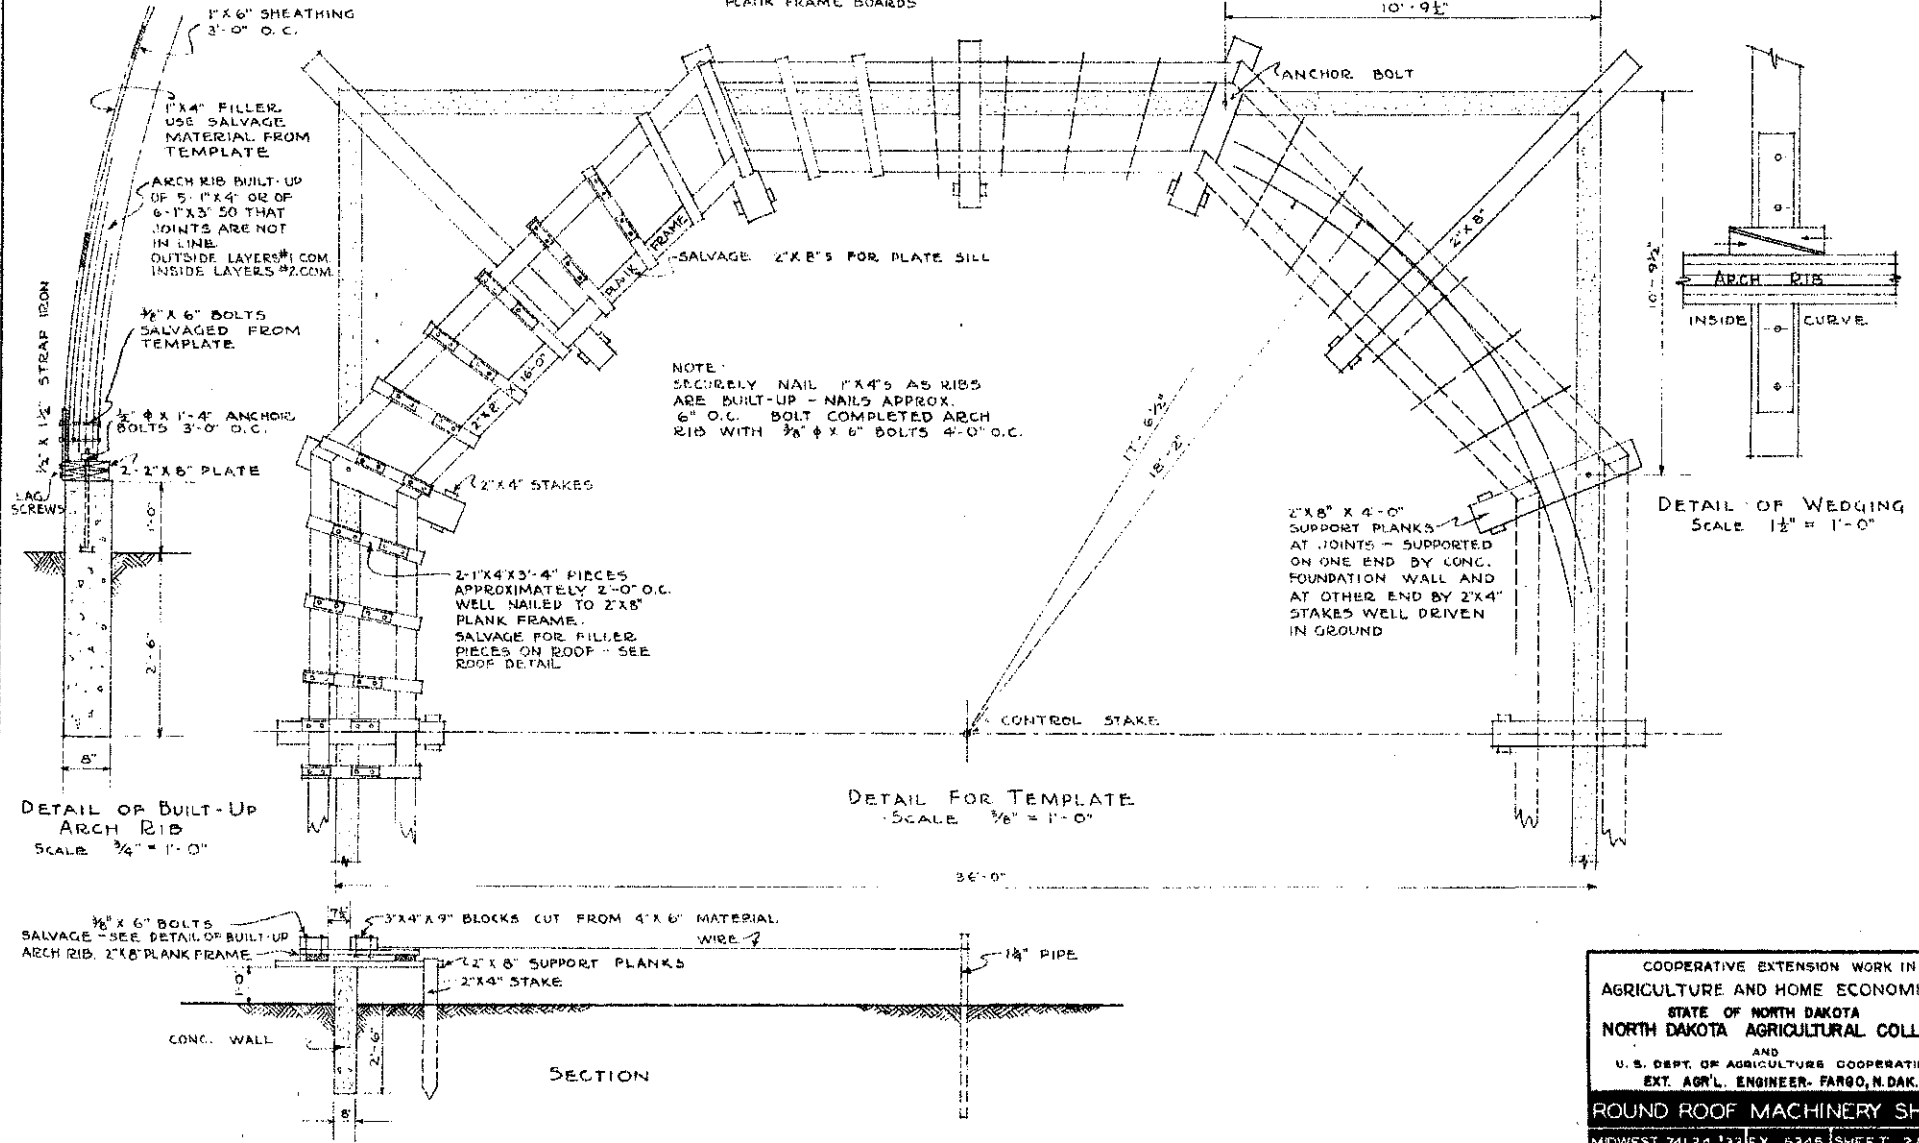 PLANK FRAME BOARDS
10'-9½"
1"X6" SHEATHING
3'-0" O.C.
1"X4" FILLER
USE SALVAGE
MATERIAL FROM
TEMPLATE
ARCH RIB BUILT-UP
OF 5-1"X4" OR OF
6-1"X3" SO THAT
JOINTS ARE NOT
IN LINE.
OUTSIDE LAYERS #1 COM.
INSIDE LAYERS #2 COM.
⅜" X 6" BOLTS
SALVAGED FROM
TEMPLATE
½" X 1½" STRAP IRON
½" φ X 1'-4" ANCHOR
BOLTS 3'-0" O.C.
2-2"X8" PLATE
LAG
SCREWS
1'-0"
2'-6"
8"
DETAIL OF BUILT-UP
ARCH RIB
SCALE ¾" = 1'-0"
ANCHOR BOLT
PLANK FRAME
2"X8" X 16'-0"
SALVAGE 2"X8"S FOR PLATE SILL
NOTE:
SECURELY NAIL 1"X4"S AS RIBS
ARE BUILT-UP - NAILS APPROX.
6" O.C. BOLT COMPLETED ARCH
RIB WITH ⅜" φ X 6" BOLTS 4'-0" O.C.
2"X4" STAKES
2-1"X4"X3'-4" PIECES
APPROXIMATELY 2'-0" O.C.
WELL NAILED TO 2"X8"
PLANK FRAME.
SALVAGE FOR FILLER
PIECES ON ROOF - SEE
ROOF DETAIL
2"X8"
17'-6½"
18'-2"
10'-9½"
2"X8" X 4'-0"
SUPPORT PLANKS
AT JOINTS - SUPPORTED
ON ONE END BY CONC.
FOUNDATION WALL AND
AT OTHER END BY 2"X4"
STAKES WELL DRIVEN
IN GROUND
CONTROL STAKE
DETAIL FOR TEMPLATE
SCALE ⅜" = 1'-0"
36'-0"
ARCH RIB
INSIDE CURVE
DETAIL OF WEDGING
SCALE 1½" = 1'-0"
⅜" X 6" BOLTS
SALVAGE - SEE DETAIL OF BUILT-UP
ARCH RIB. 2"X8" PLANK FRAME
3"X4"X9" BLOCKS CUT FROM 4"X6" MATERIAL
WIRE
2"X8" SUPPORT PLANKS
2"X4" STAKE
1¼" PIPE
1'-0"
CONC. WALL
2'-6"
8"
SECTION
COOPERATIVE EXTENSION WORK IN
AGRICULTURE AND HOME ECONOMI
STATE OF NORTH DAKOTA
NORTH DAKOTA AGRICULTURAL COLL
AND
U. S. DEPT. OF AGRICULTURE COOPERATI
EXT. AGR'L. ENGINEER- FARGO, N.DAK.
ROUND ROOF MACHINERY SH